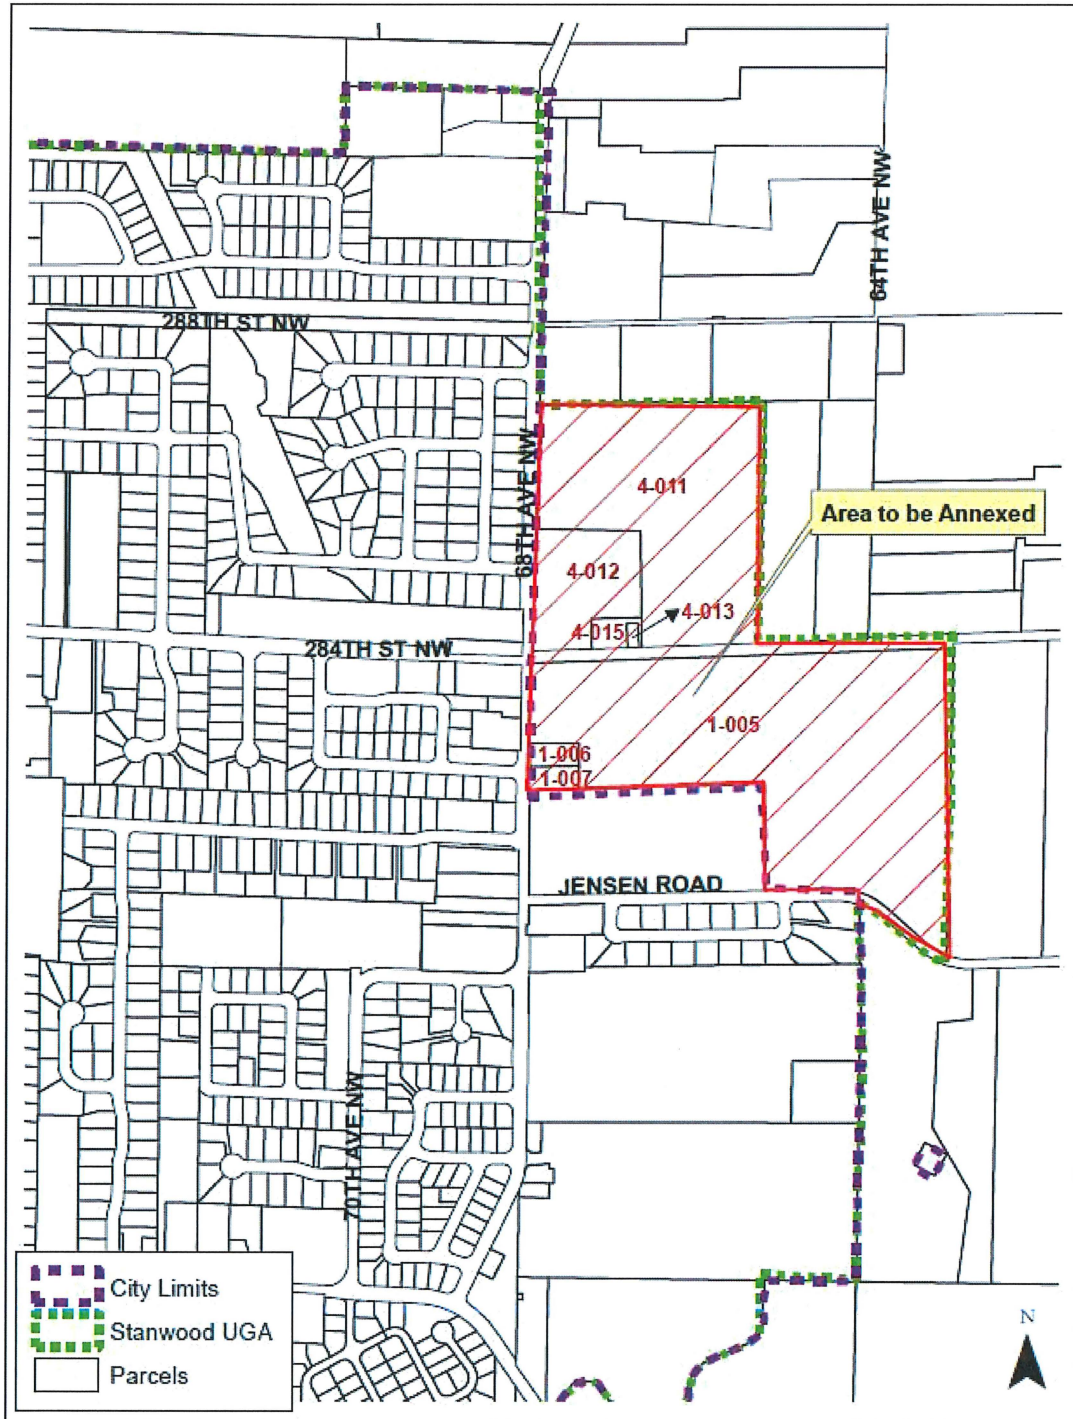 64TH AVE NW
288TH ST NW
68TH AVE NW
4-011
Area to be Annexed
4-012
4-013
4-015
284TH ST NW
1-005
1-006
1-007
JENSEN ROAD
70TH AVE NW
City Limits
Stanwood UGA
Parcels
N